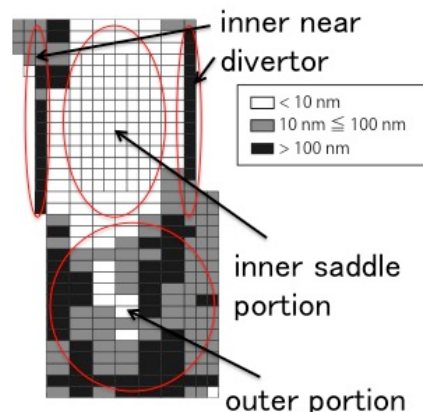 inner near
divertor
< 10 nm
10 nm ≦ 100 nm
> 100 nm
inner saddle
portion
outer portion